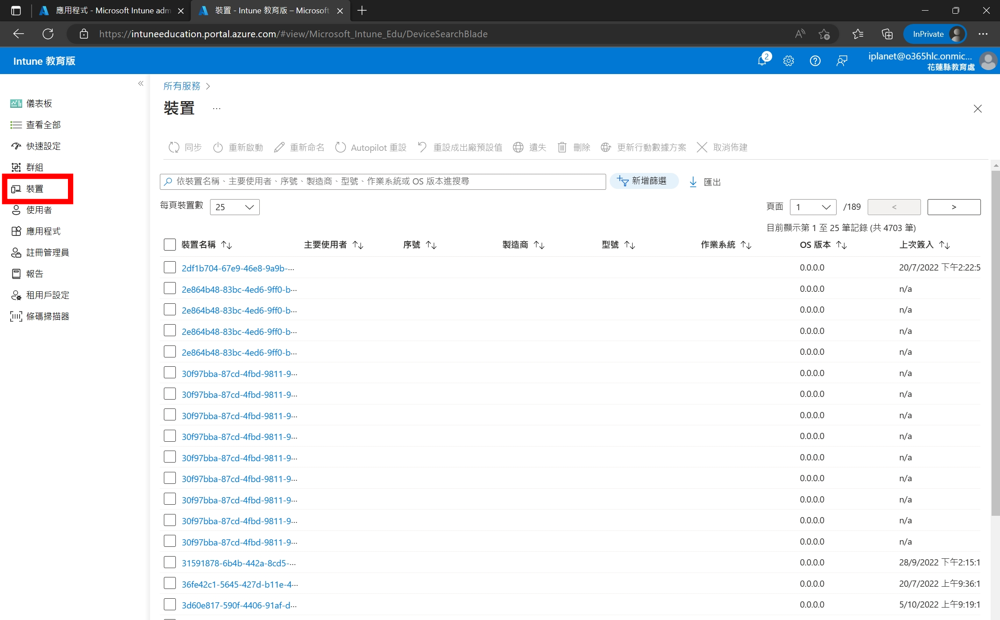 應用程式 - Microsoft Intune adm
裝置 - Intune 教育版 – Microsoft
https://intuneeducation.portal.azure.com/#view/Microsoft_Intune_Edu/DeviceSearchBlade
InPrivate
Intune 教育版
2
iplanet@o365hlc.onmic...
花蓮縣教育處
儀表板
查看全部
快速設定
群組
裝置
使用者
應用程式
註冊管理員
報告
租用戶設定
條碼掃描器
所有服務
裝置 ...
同步 重新啟動 重新命名 Autopilot 重設 重設成出廠預設值 遺失 刪除 更新行動數據方案 取消佈建
依裝置名稱、主要使用者、序號、製造商、型號、作業系統或 OS 版本進搜尋
新增篩選
匯出
每頁裝置數 25
頁面 1 /189 < >
目前顯示第 1 至 25 筆記錄 (共 4703 筆)
裝置名稱 主要使用者 序號 製造商 型號 作業系統 OS 版本 上次簽入
2df1b704-67e9-46e8-9a9b-... 0.0.0.0 20/7/2022 下午2:22:5
2e864b48-83bc-4ed6-9ff0-b... 0.0.0.0 n/a
2e864b48-83bc-4ed6-9ff0-b... 0.0.0.0 n/a
2e864b48-83bc-4ed6-9ff0-b... 0.0.0.0 n/a
2e864b48-83bc-4ed6-9ff0-b... 0.0.0.0 n/a
30f97bba-87cd-4fbd-9811-9... 0.0.0.0 n/a
30f97bba-87cd-4fbd-9811-9... 0.0.0.0 n/a
30f97bba-87cd-4fbd-9811-9... 0.0.0.0 n/a
30f97bba-87cd-4fbd-9811-9... 0.0.0.0 n/a
30f97bba-87cd-4fbd-9811-9... 0.0.0.0 n/a
30f97bba-87cd-4fbd-9811-9... 0.0.0.0 n/a
30f97bba-87cd-4fbd-9811-9... 0.0.0.0 n/a
30f97bba-87cd-4fbd-9811-9... 0.0.0.0 n/a
30f97bba-87cd-4fbd-9811-9... 0.0.0.0 n/a
31591878-6b4b-442a-8cd5-... 0.0.0.0 28/9/2022 下午2:15:1
36fe42c1-5645-427d-b11e-4... 0.0.0.0 20/7/2022 上午9:36:1
3d60e817-590f-4406-91af-d... 0.0.0.0 5/10/2022 上午9:19:1